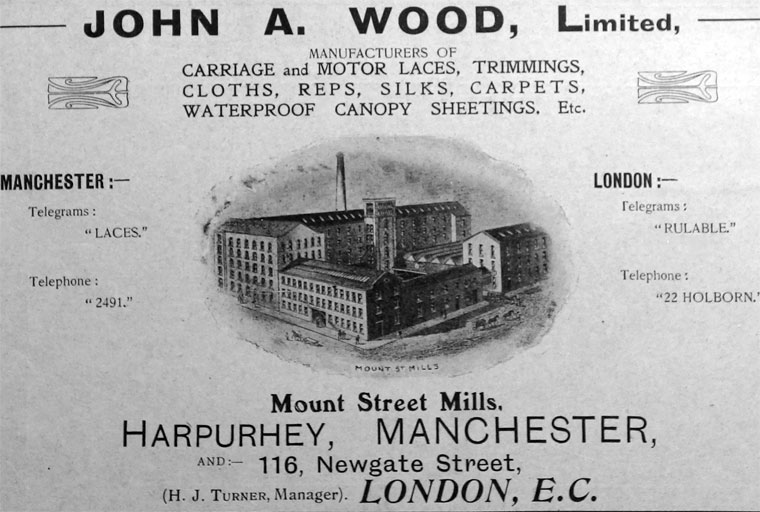 JOHN A. WOOD, Limited,
MANUFACTURERS OF
CARRIAGE and MOTOR LACES, TRIMMINGS,
CLOTHS, REPS, SILKS, CARPETS,
WATERPROOF CANOPY SHEETINGS, Etc.
MANCHESTER :—
Telegrams :
"LACES."
Telephone :
"2491."
LONDON :—
Telegrams :
"RULABLE."
Telephone :
"22 HOLBORN."
MOUNT ST MILLS
Mount Street Mills,
HARPURHEY, MANCHESTER,
AND:— 116, Newgate Street,
(H. J. TURNER, Manager). LONDON, E.C.